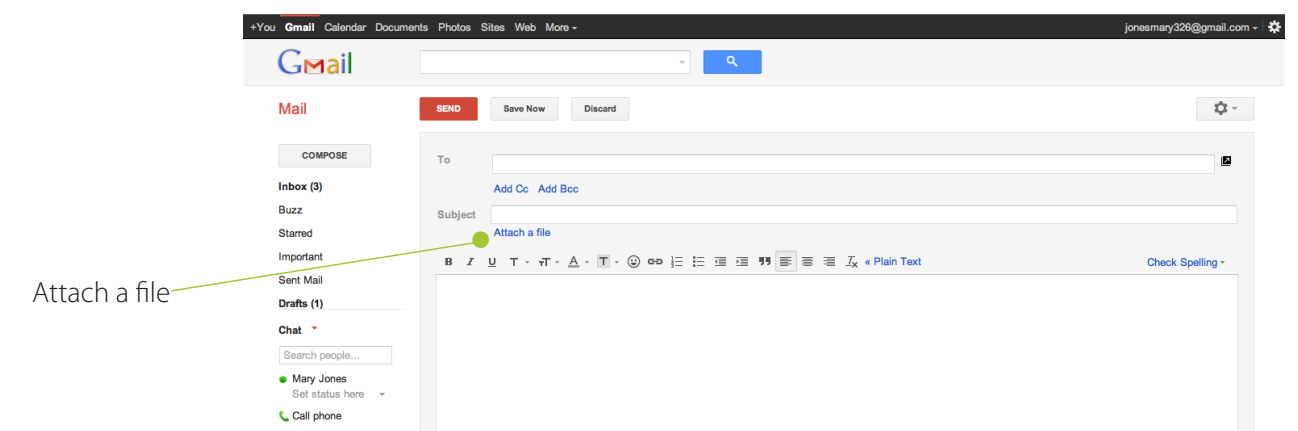 +You Gmail Calendar Documents Photos Sites Web More jonesmary326@gmail.com
Gmail
Mail SEND Save Now Discard
COMPOSE
To
Inbox (3)
Add Cc Add Bcc
Buzz
Subject
Starred
Attach a file
Important
B I U T T A T T « Plain Text Check Spelling
Sent Mail
Attach a file
Drafts (1)
Chat
Search people...
Mary Jones
Set status here
Call phone